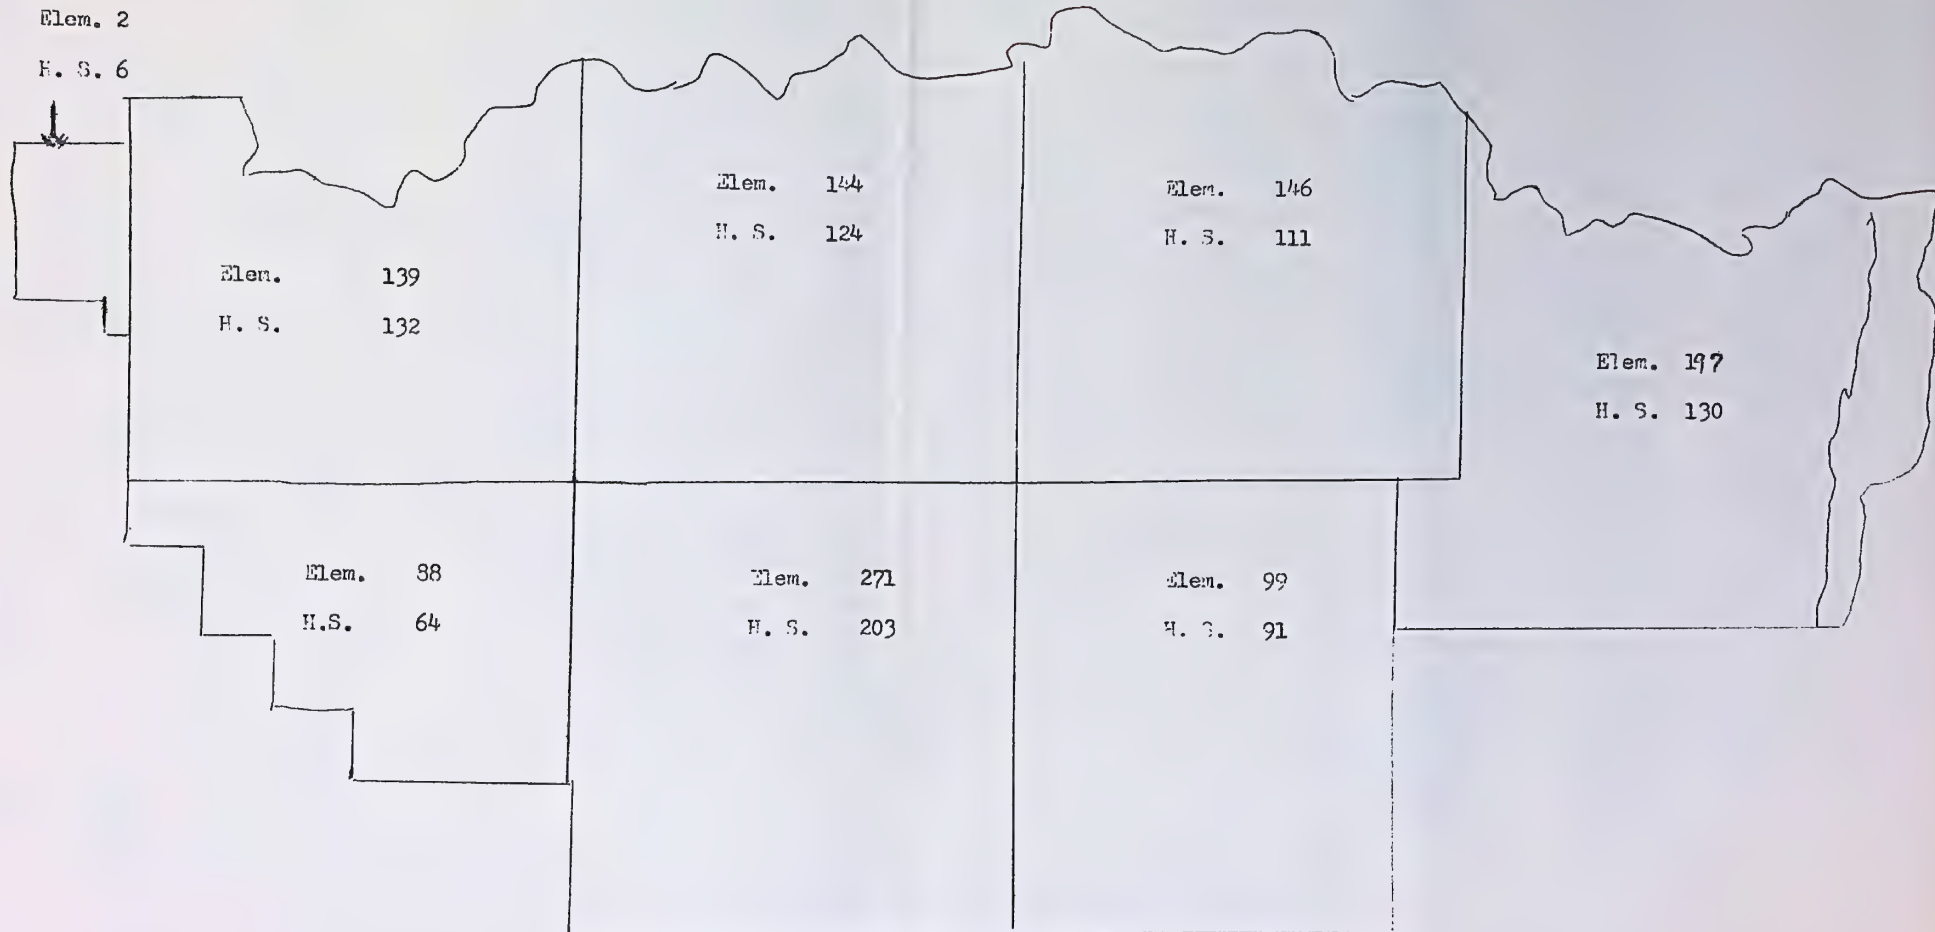 Elem. 2
H. S. 6
Elem. 139
H. S. 132
Elem. 144
H. S. 124
Elem. 146
H. S. 111
Elem. 197
H. S. 130
Elem. 88
H.S. 64
Elem. 271
H. S. 203
Elem. 99
H. S. 91